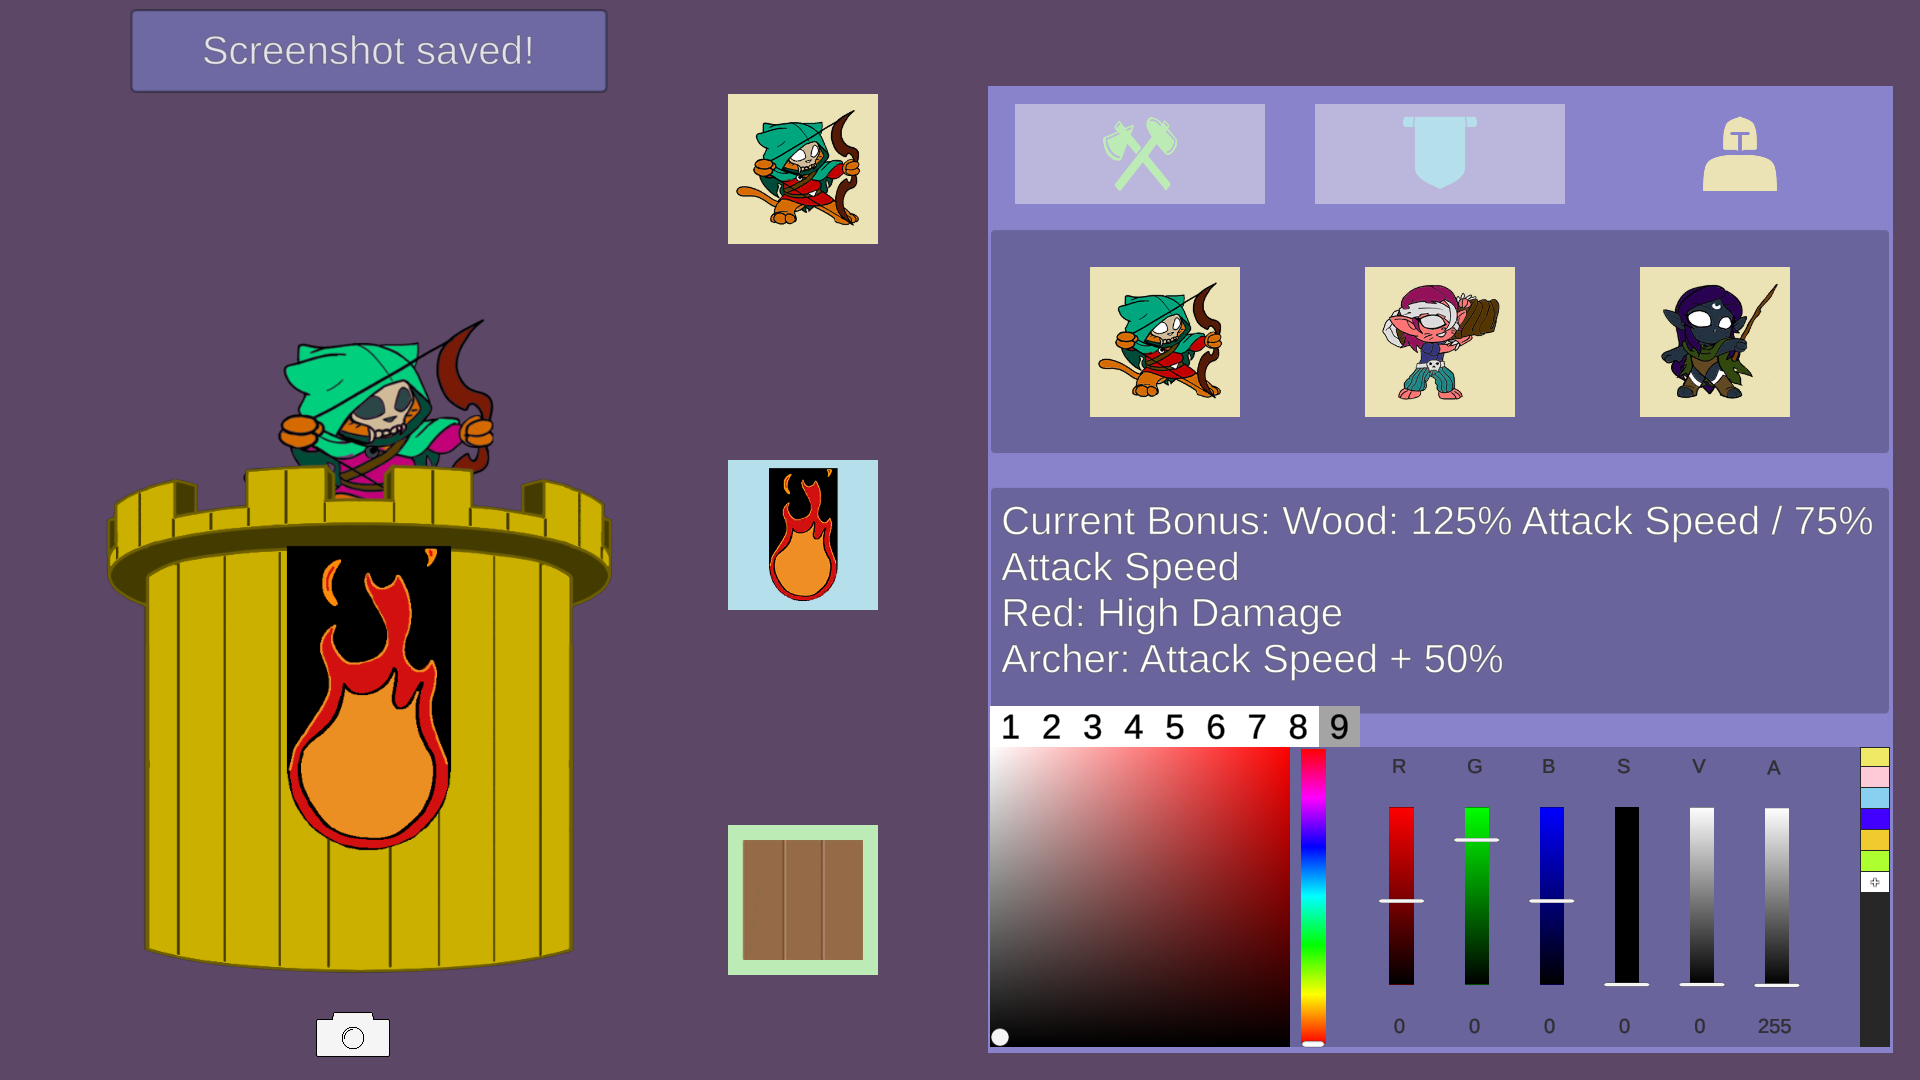 Screenshot saved!
Current Bonus: Wood: 125% Attack Speed / 75%
Attack Speed
Red: High Damage
Archer: Attack Speed + 50%
1 2 3 4 5 6 7 8 9
R G B S V A
0 0 0 0 0 255